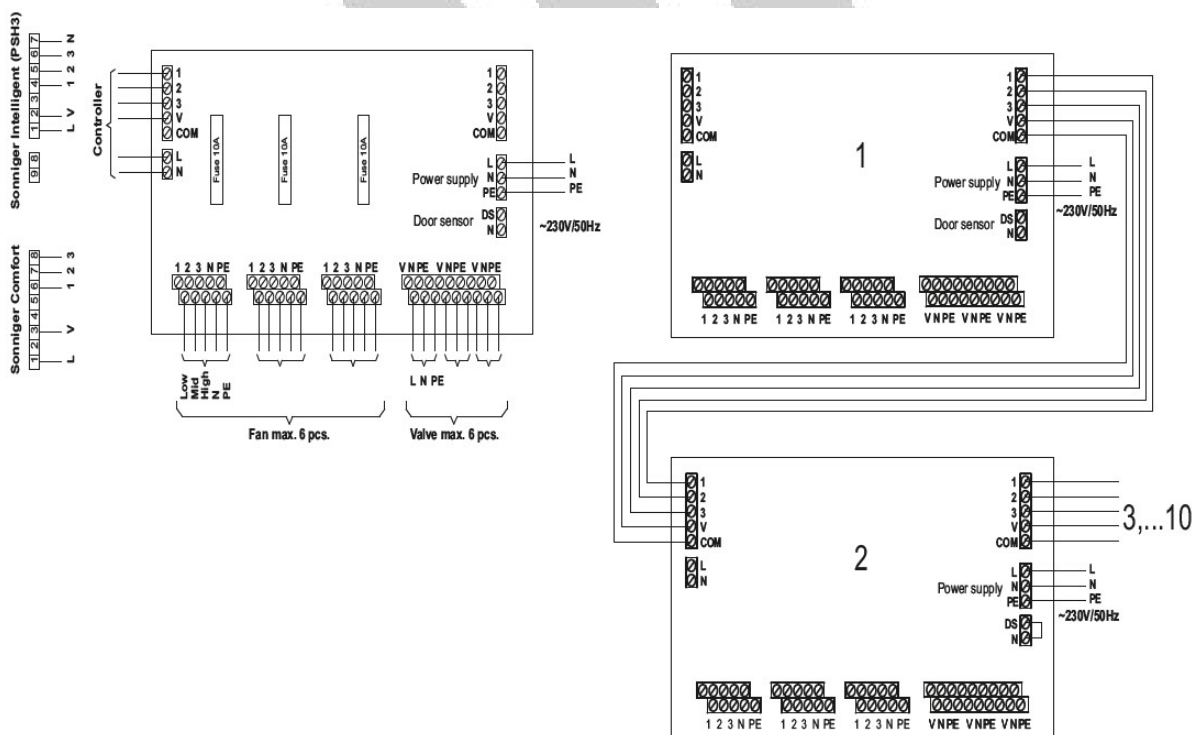 Sonniger Intelligent (PSH3)
9 8 1 2 3 4 5 6 7
L V 1 2 3 N
Sonniger Comfort
1 2 3 4 5 6 7 8
L V 1 2 3
Controller
1
2
3
V
COM
L
N
Fuse 10A
Fuse 10A
Fuse 10A
1
2
3
V
COM
Power supply
L L
N N
PE PE
~230V/50Hz
Door sensor
DS
N
1 2 3 N PE 1 2 3 N PE 1 2 3 N PE V N PE V N PE V N PE
Low
Mid
High
N
PE
L N PE
Fan max. 6 pcs.
Valve max. 6 pcs.
1
1
2
3
V
COM
L
N
1
2
3
V
COM
Power supply
L L
N N
PE PE
~230V/50Hz
Door sensor
DS
N
1 2 3 N PE 1 2 3 N PE 1 2 3 N PE V N PE V N PE V N PE
2
1
2
3
V
COM
L
N
1
2
3
V
COM
3,...10
Power supply
L L
N N
PE PE
~230V/50Hz
DS
N
1 2 3 N PE 1 2 3 N PE 1 2 3 N PE V N PE V N PE V N PE